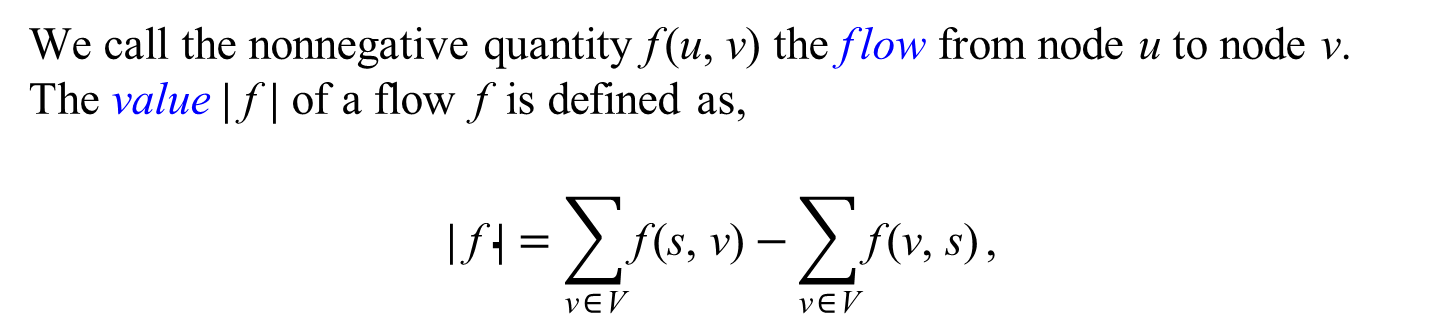 We call the nonnegative quantity f(u, v) the flow from node u to node v.
The value |f| of a flow f is defined as,
|f| = ∑_{v∈V} f(s, v) − ∑_{v∈V} f(v, s),